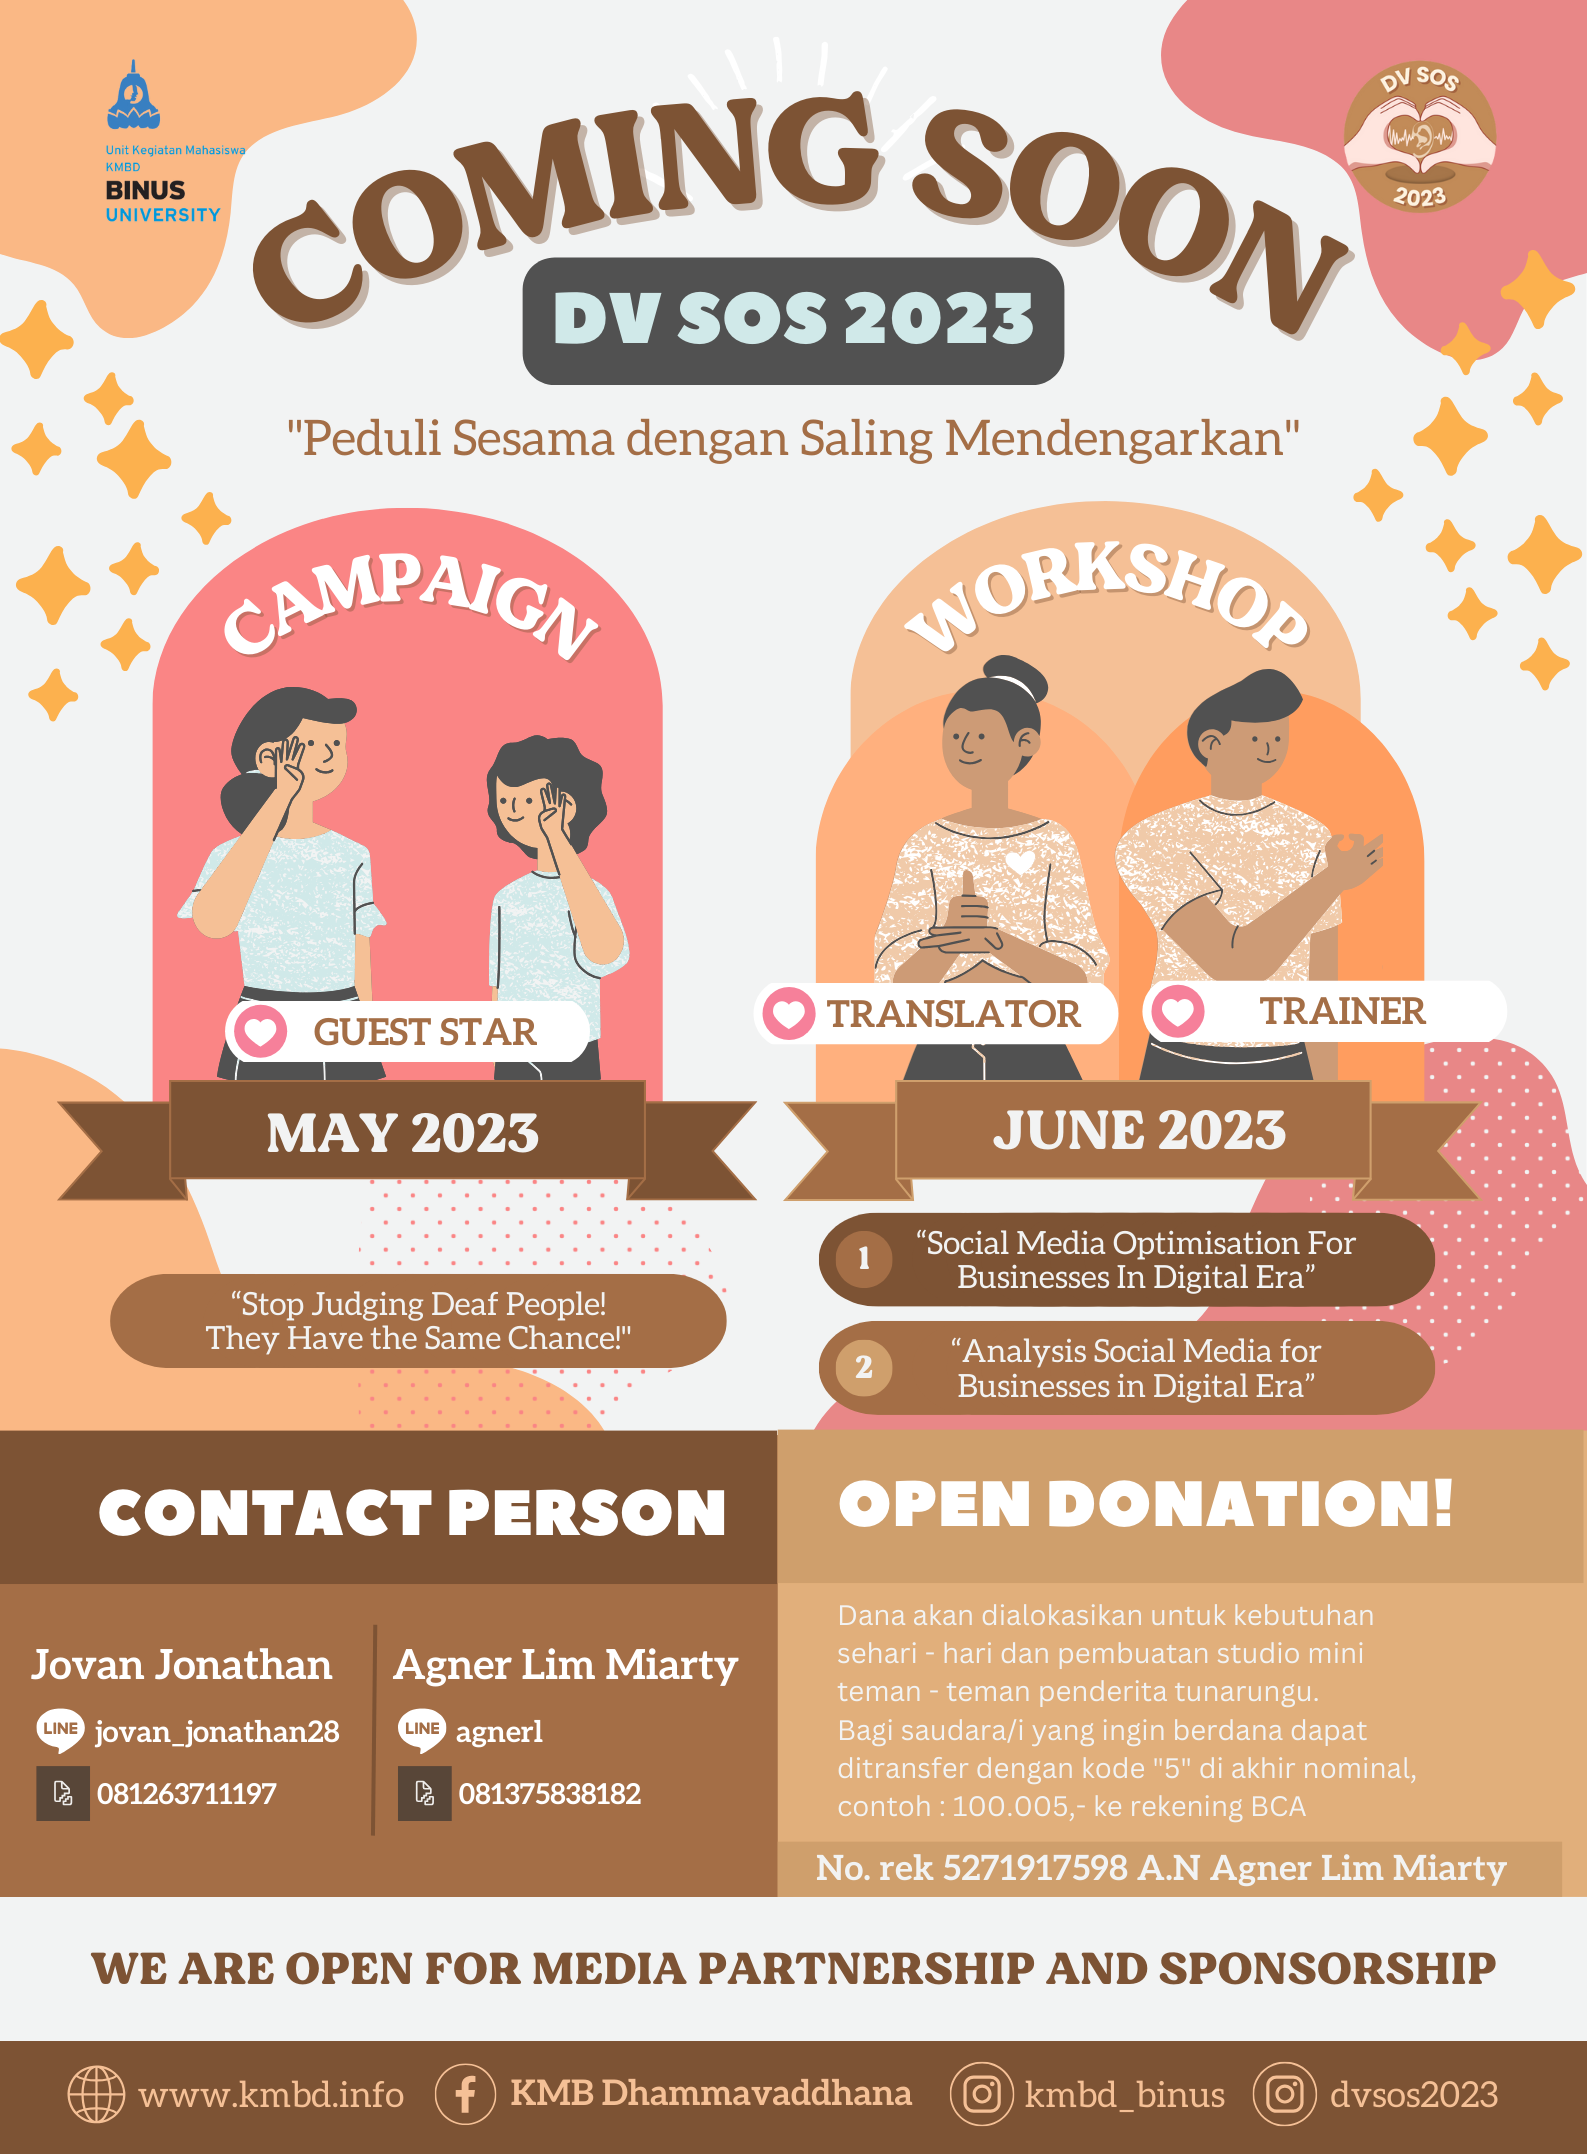 Unit Kegiatan Mahasiswa
KMBD
BINUS
UNIVERSITY
DV SOS
2023
COMING SOON
DV SOS 2023
"Peduli Sesama dengan Saling Mendengarkan"
CAMPAIGN
GUEST STAR
MAY 2023
“Stop Judging Deaf People!
They Have the Same Chance!"
WORKSHOP
TRANSLATOR
TRAINER
JUNE 2023
1
“Social Media Optimisation For
Businesses In Digital Era”
2
“Analysis Social Media for
Businesses in Digital Era”
CONTACT PERSON
Jovan Jonathan
LINE jovan_jonathan28
081263711197
Agner Lim Miarty
LINE agnerl
081375838182
OPEN DONATION!
Dana akan dialokasikan untuk kebutuhan
sehari - hari dan pembuatan studio mini
teman - teman penderita tunarungu.
Bagi saudara/i yang ingin berdana dapat
ditransfer dengan kode "5" di akhir nominal,
contoh : 100.005,- ke rekening BCA
No. rek 5271917598 A.N Agner Lim Miarty
WE ARE OPEN FOR MEDIA PARTNERSHIP AND SPONSORSHIP
www.kmbd.info
KMB Dhammavaddhana
kmbd_binus
dvsos2023